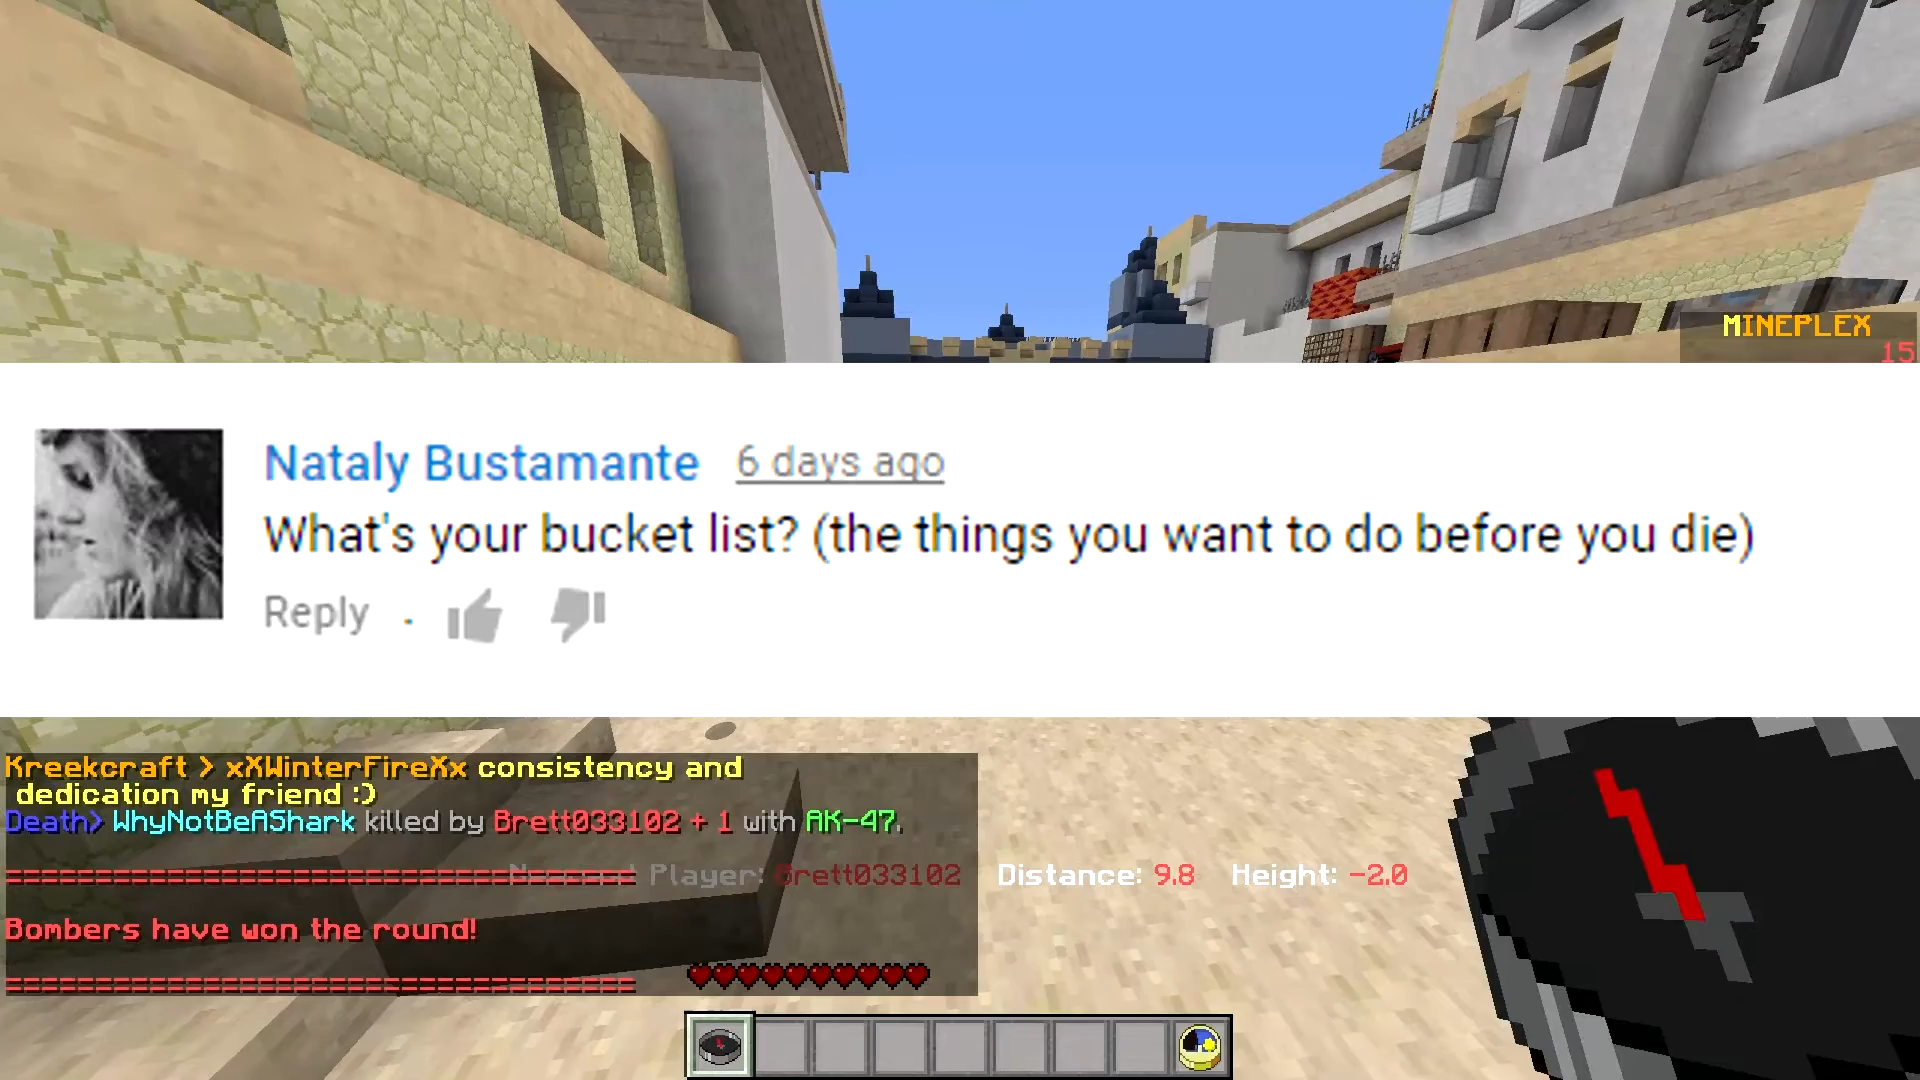 MINEPLEX
15
Nataly Bustamante 6 days ago
What's your bucket list? (the things you want to do before you die)
Reply
Kreekcraft > xXWinterFireXx consistency and
dedication my friend :)
Death> WhyNotBeAShark killed by Brett033102 + 1 with AK-47.
===================================
Player: Brett033102 Distance: 9.8 Height: -2.0
Bombers have won the round!
===================================